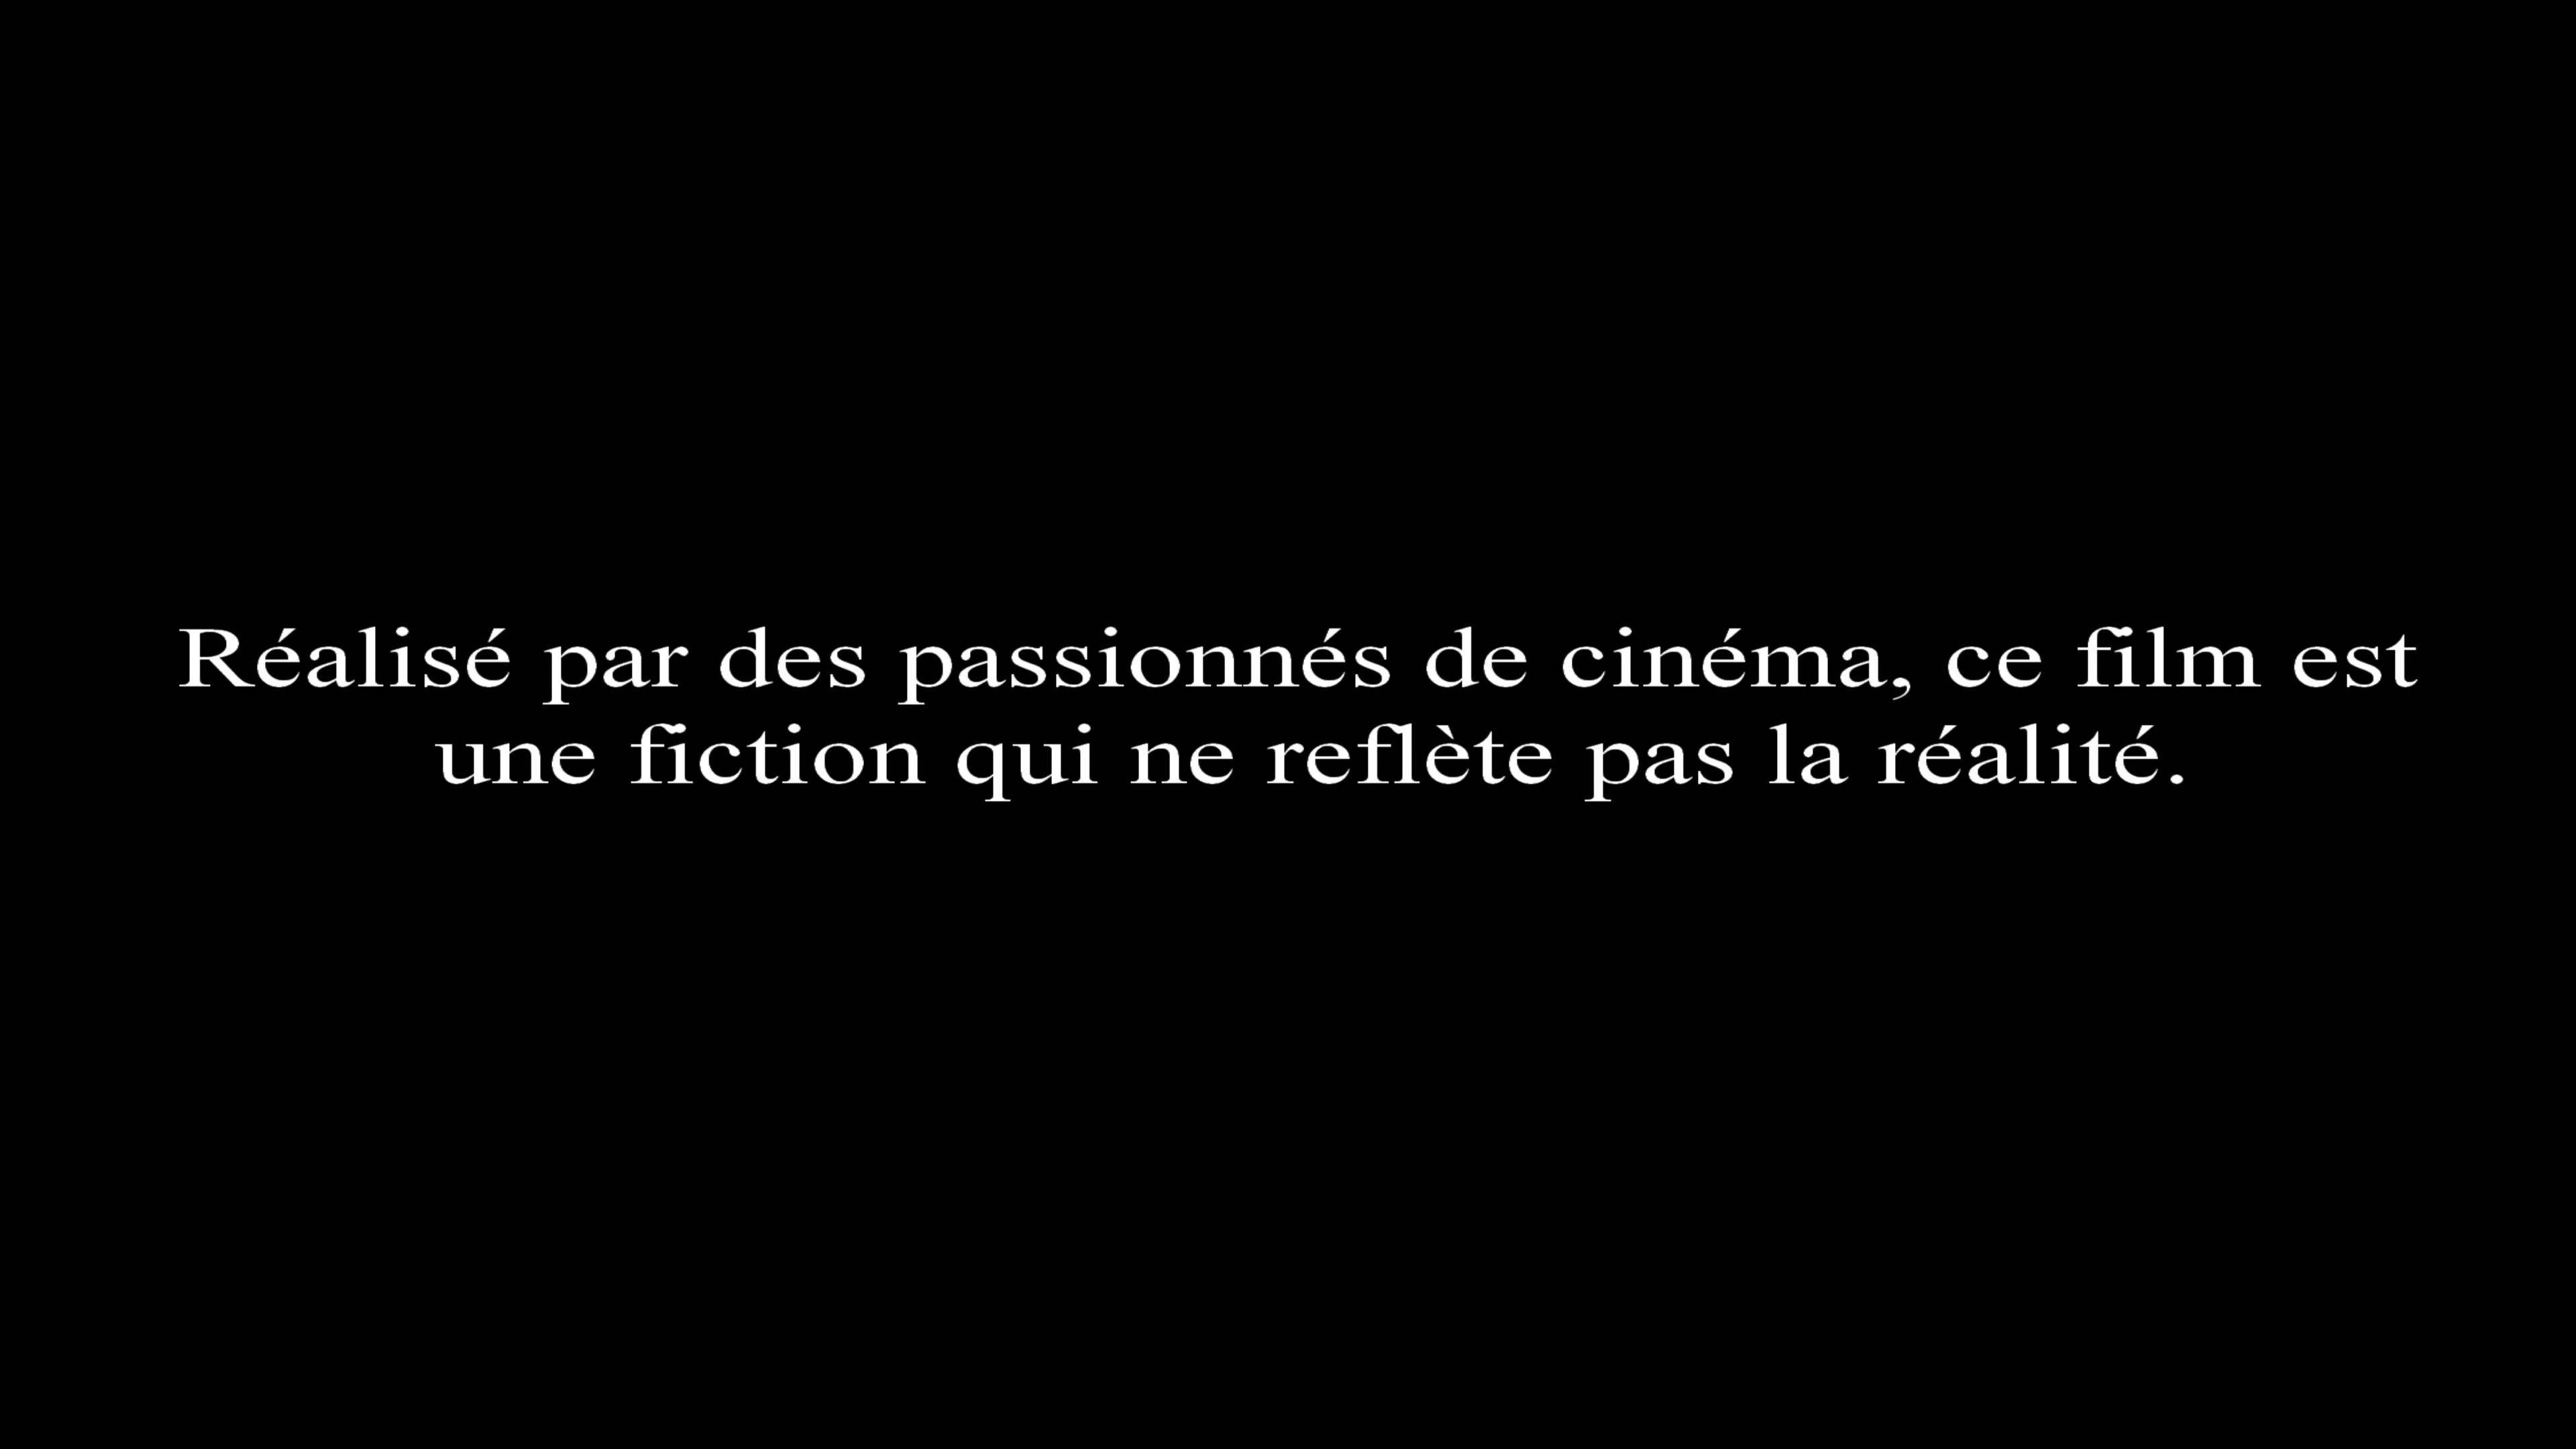 Réalisé par des passionnés de cinéma, ce film est
une fiction qui ne reflète pas la réalité.